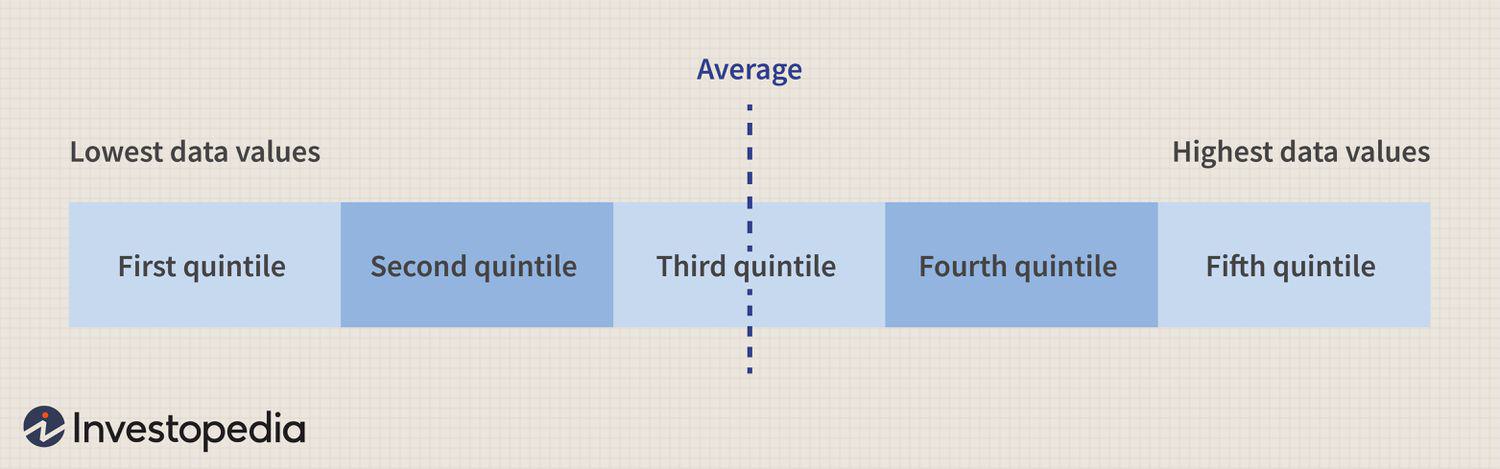 Average
Lowest data values
Highest data values
First quintile
Second quintile
Third quintile
Fourth quintile
Fifth quintile
Investopedia